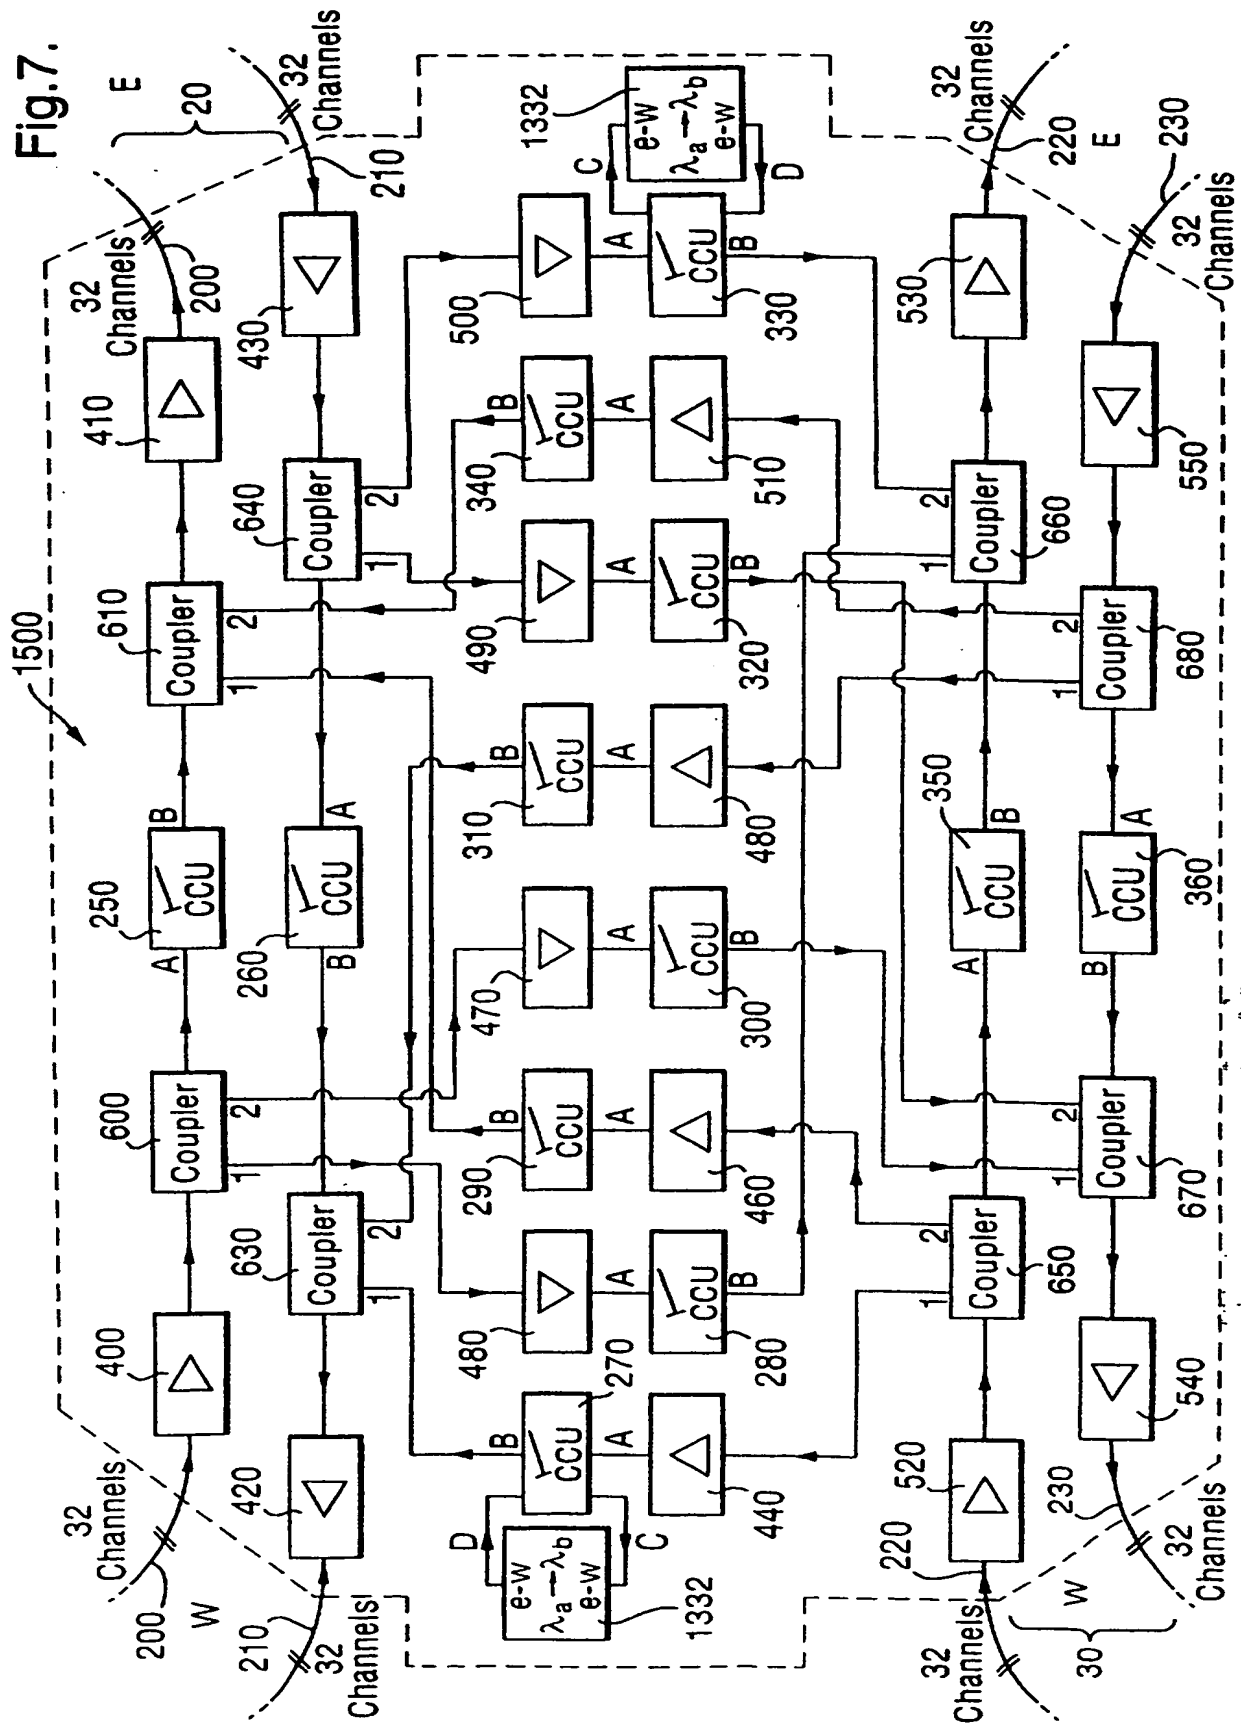 Fig.7.
1500
E
20
W
32
Channels
200
400
600
Coupler
1
2
A
250
CCU
B
610
Coupler
1
2
410
32
Channels
200
210
32
Channels
420
630
Coupler
1
2
B
260
CCU
A
640
Coupler
1
2
430
210
32
Channels
1332
e-W
λa→λb
e-W
D
C
B
270
CCU
A
440
480
A
280
CCU
B
B
290
CCU
A
460
470
A
300
CCU
B
B
310
CCU
A
480
490
A
320
CCU
B
B
340
CCU
A
510
500
A
330
CCU
B
C
D
1332
e-W
λa→λb
e-W
32
Channels
220
520
1
2
Coupler
650
A
350
CCU
B
1
2
Coupler
660
530
32
Channels
220
E
W
30
230
32
Channels
540
1
2
Coupler
670
B
360
CCU
A
1
2
Coupler
680
550
230
32
Channels